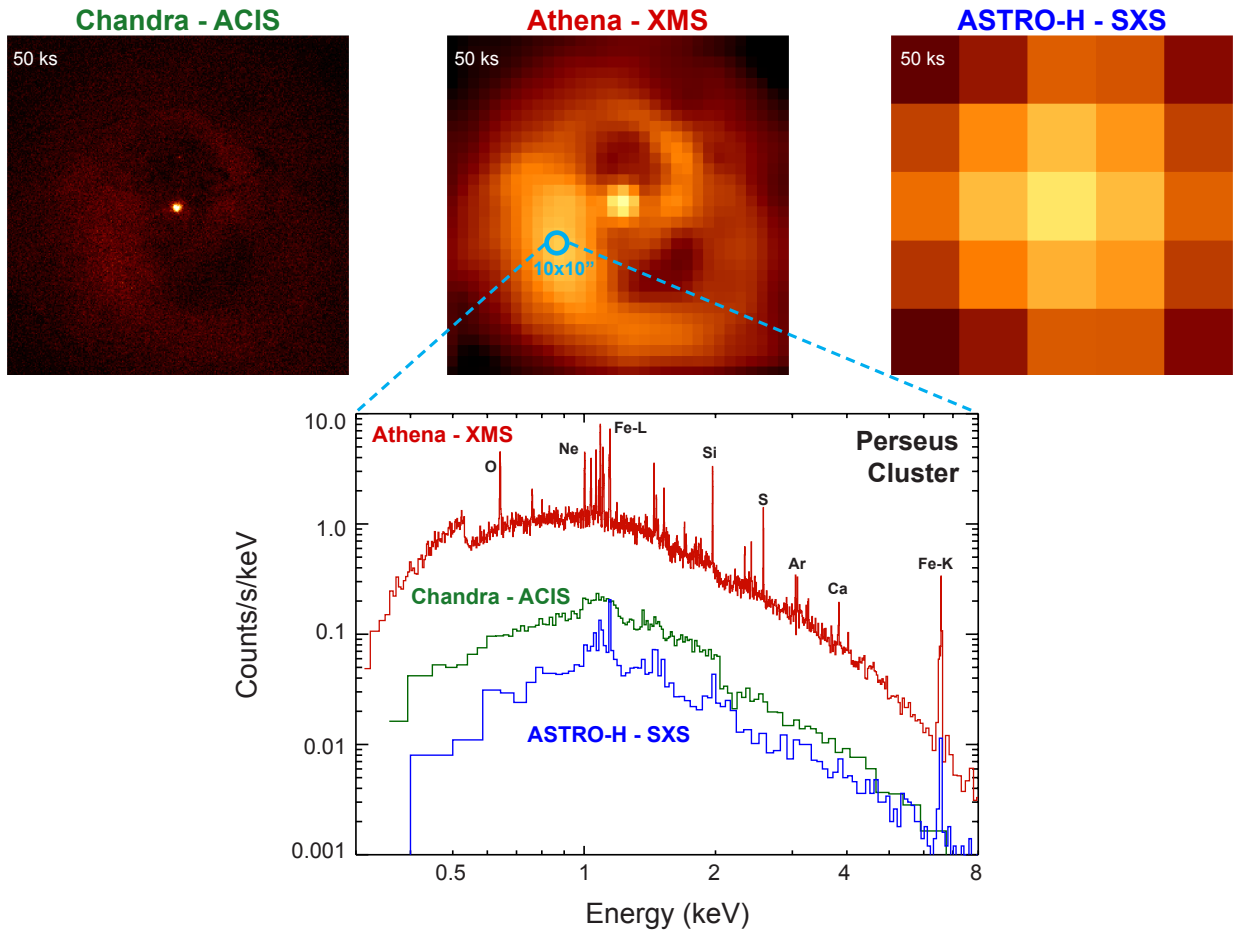 Chandra - ACIS
Athena - XMS
ASTRO-H - SXS
50 ks
50 ks
50 ks
10x10”
10.0
1.0
0.1
0.01
0.001
Counts/s/keV
Athena - XMS
Chandra - ACIS
ASTRO-H - SXS
Perseus
Cluster
O
Ne
Fe-L
Si
S
Ar
Ca
Fe-K
0.5
1
2
4
8
Energy (keV)